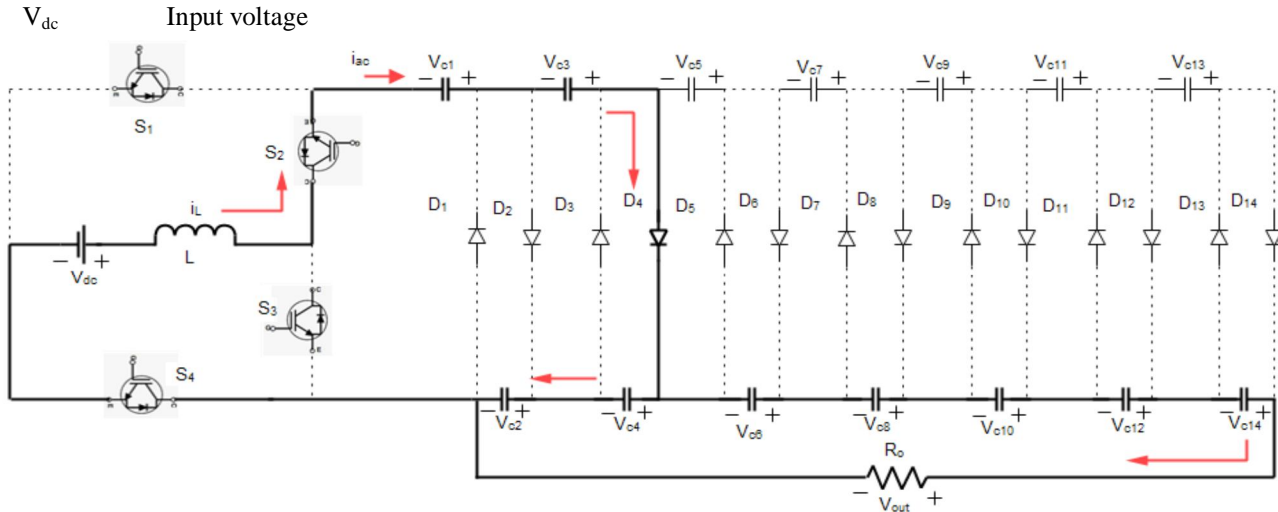 Vdc Input voltage
iac Vc1 Vc3 Vc5 Vc7 Vc9 Vc11 Vc13
− + − + − + − + − + − + − +
S1
S2
D1 D2 D3 D4 D5 D6 D7 D8 D9 D10 D11 D12 D13 D14
iL
L
− +
Vdc
S3
S4
− + − + − + − + − + − + − +
Vc2 Vc4 Vc6 Vc8 Vc10 Vc12 Vc14
Ro
− +
Vout